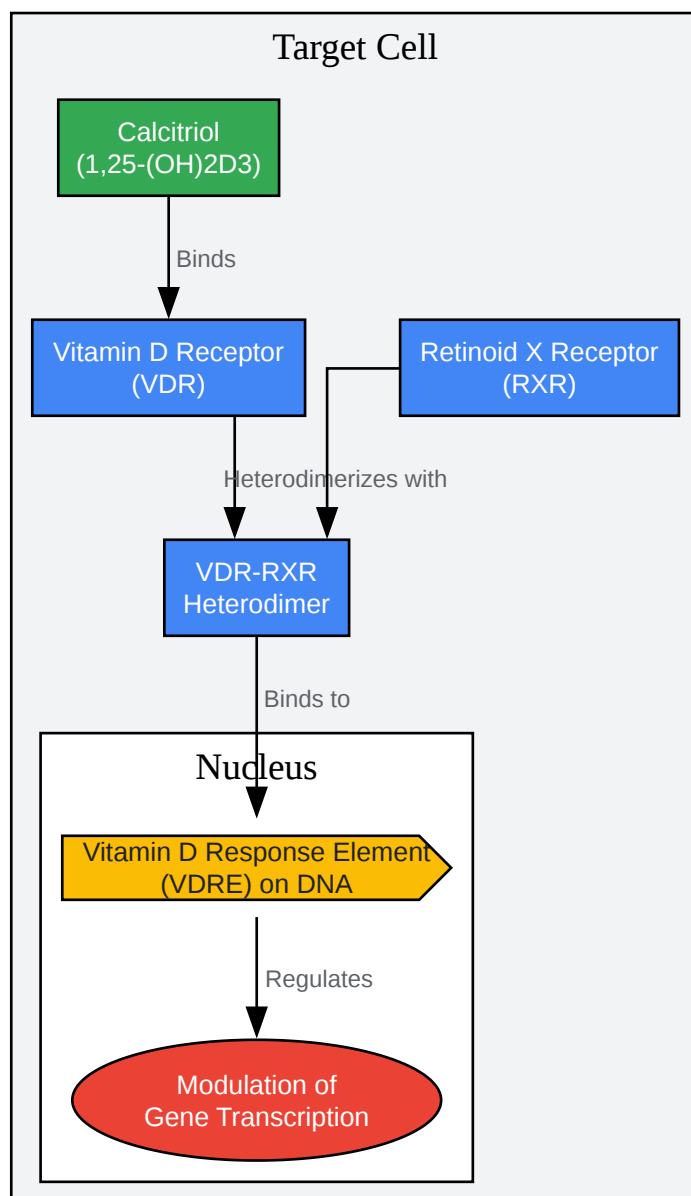 Target Cell
Calcitriol
(1,25-(OH)2D3)
Binds
Vitamin D Receptor
(VDR)
Retinoid X Receptor
(RXR)
Heterodimerizes with
VDR-RXR
Heterodimer
Binds to
Nucleus
Vitamin D Response Element
(VDRE) on DNA
Regulates
Modulation of
Gene Transcription